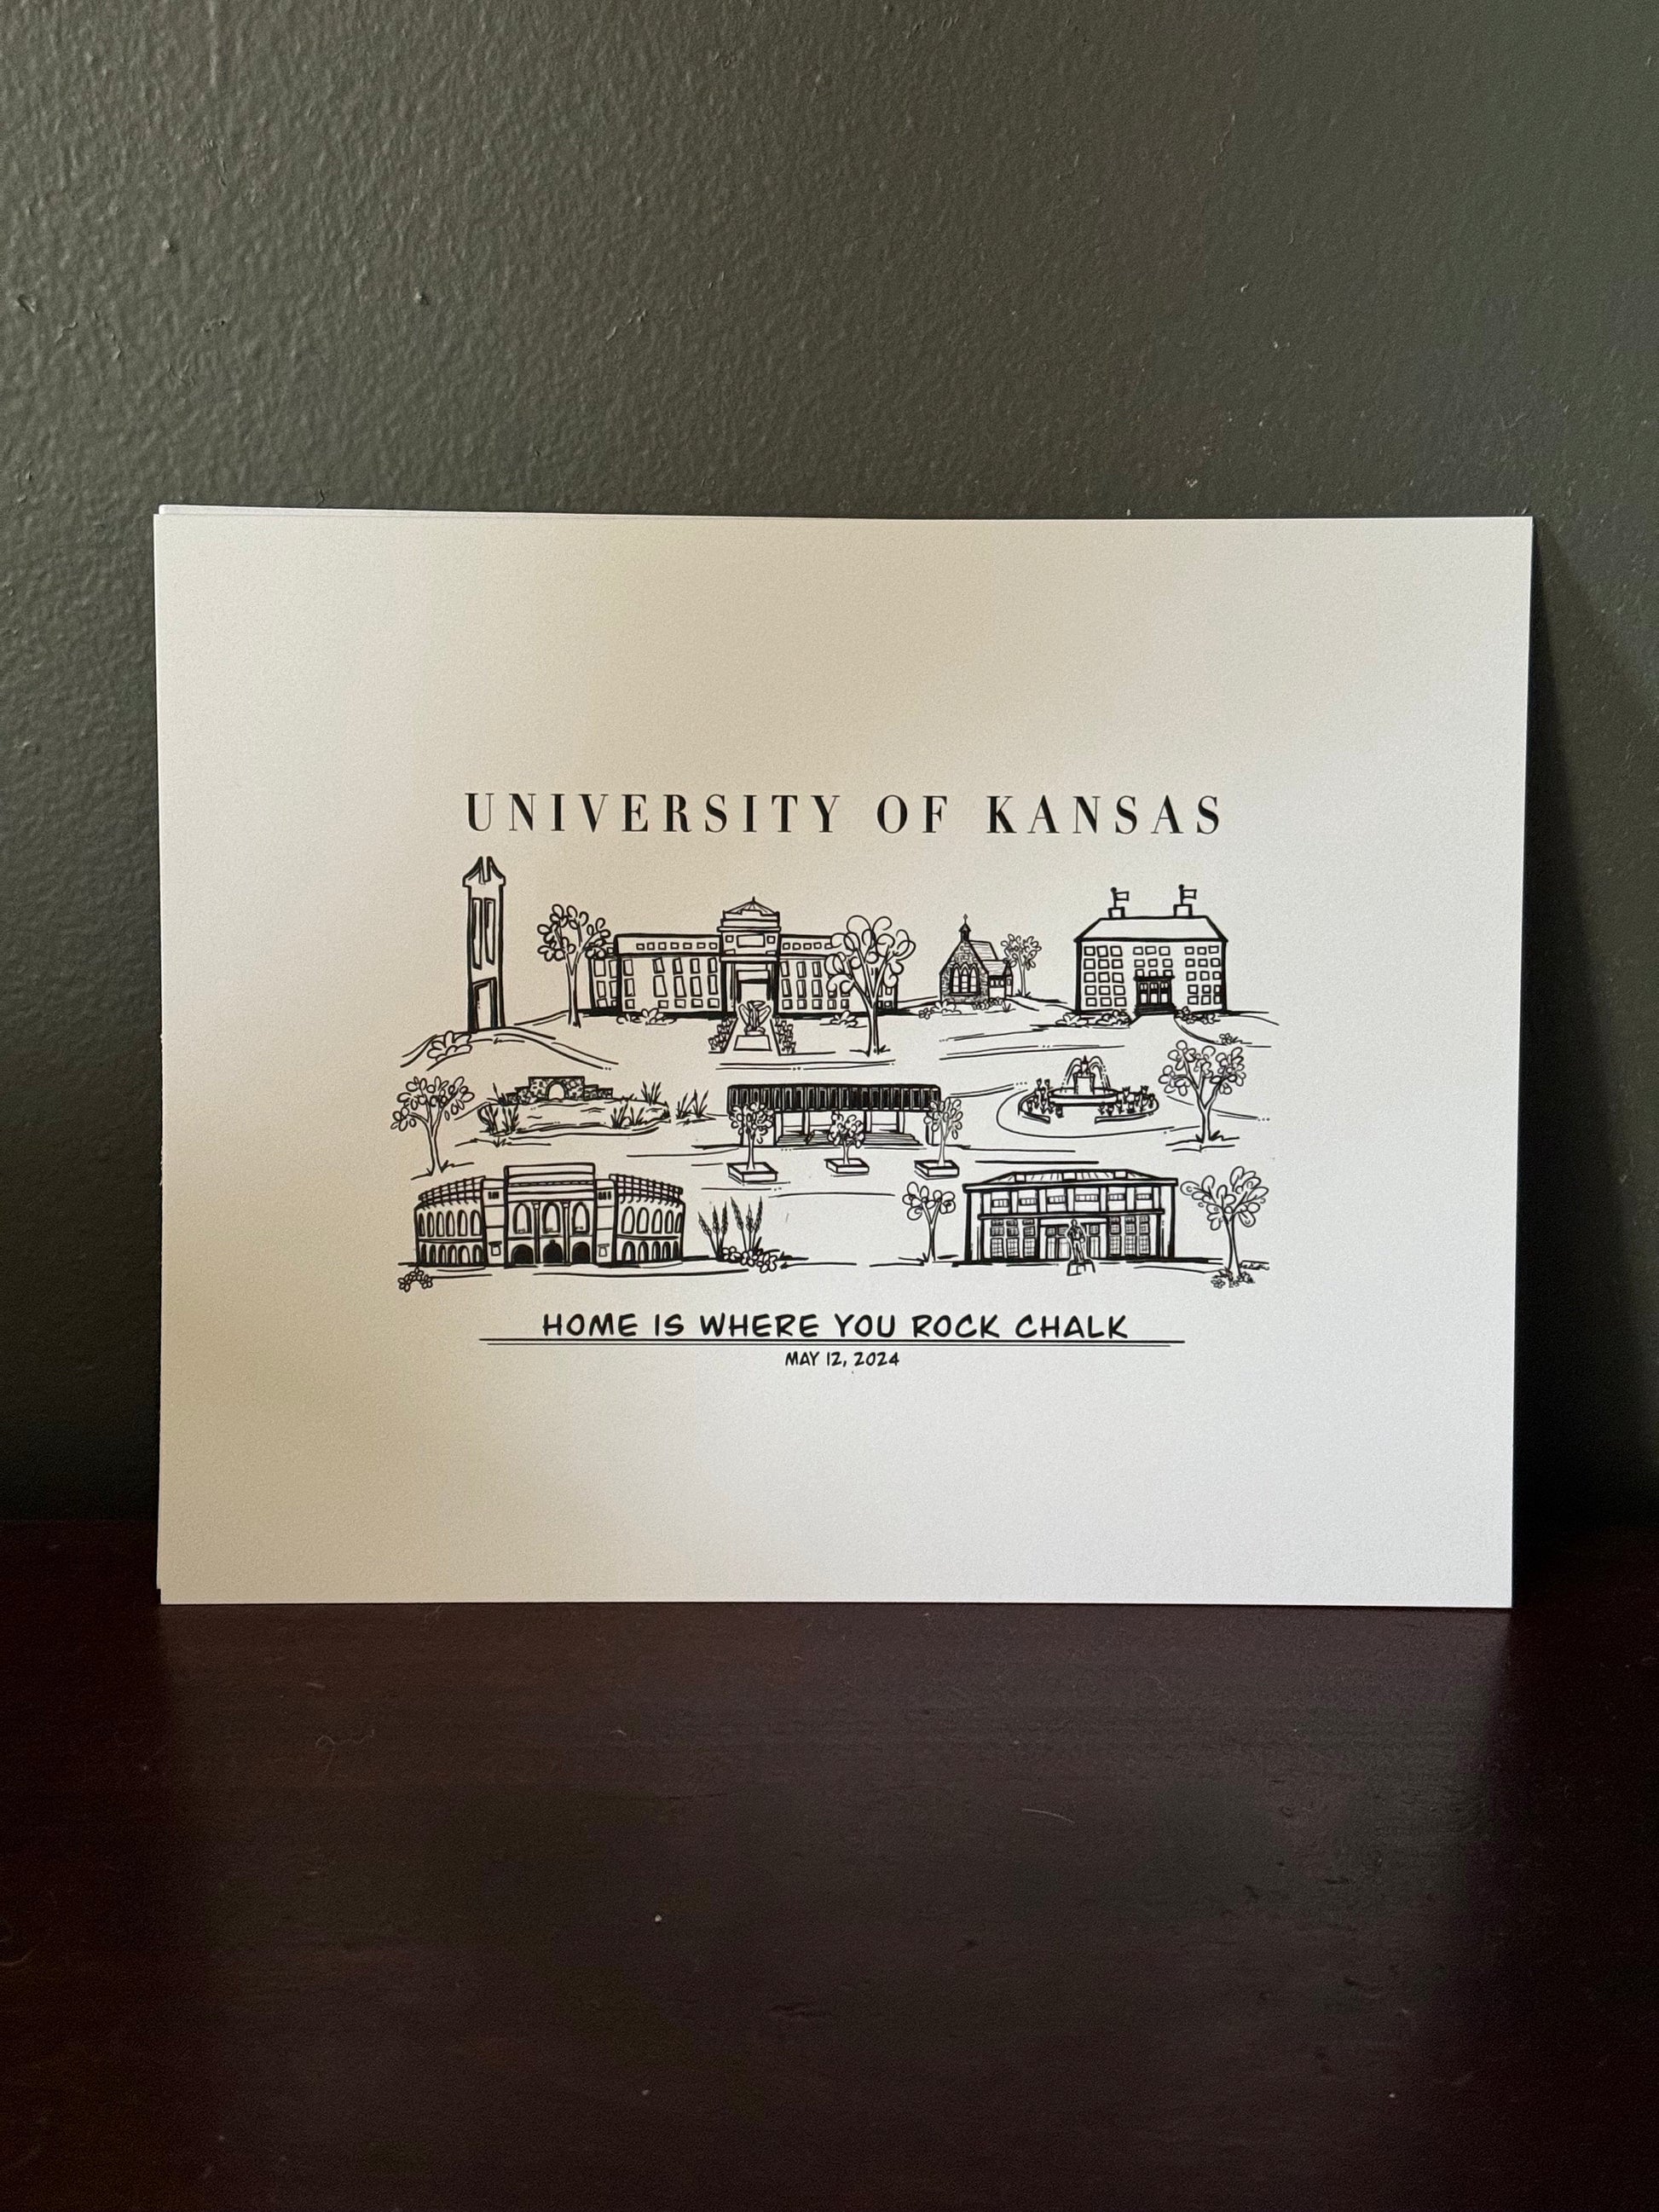 UNIVERSITY OF KANSAS
HOME IS WHERE YOU ROCK CHALK
MAY 12, 2024